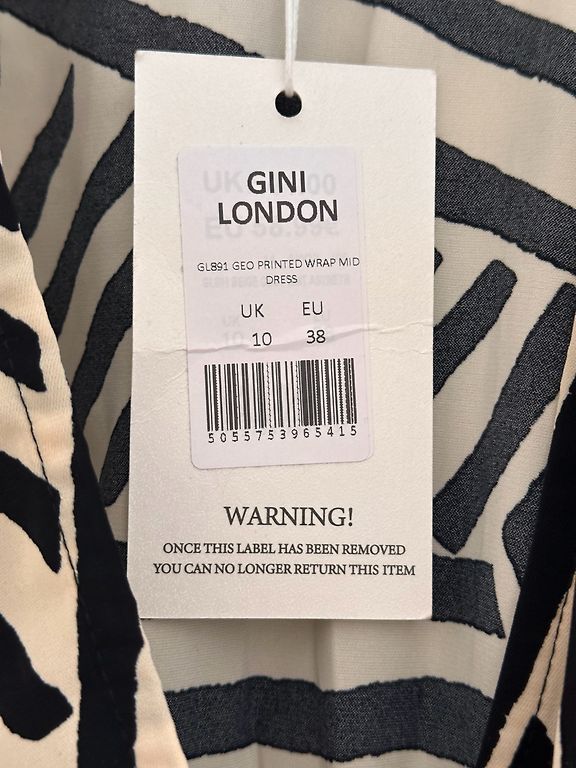 GINI
LONDON
GL891 GEO PRINTED WRAP MID
DRESS
UK EU
10 38
5055753965415
WARNING!
ONCE THIS LABEL HAS BEEN REMOVED
YOU CAN NO LONGER RETURN THIS ITEM